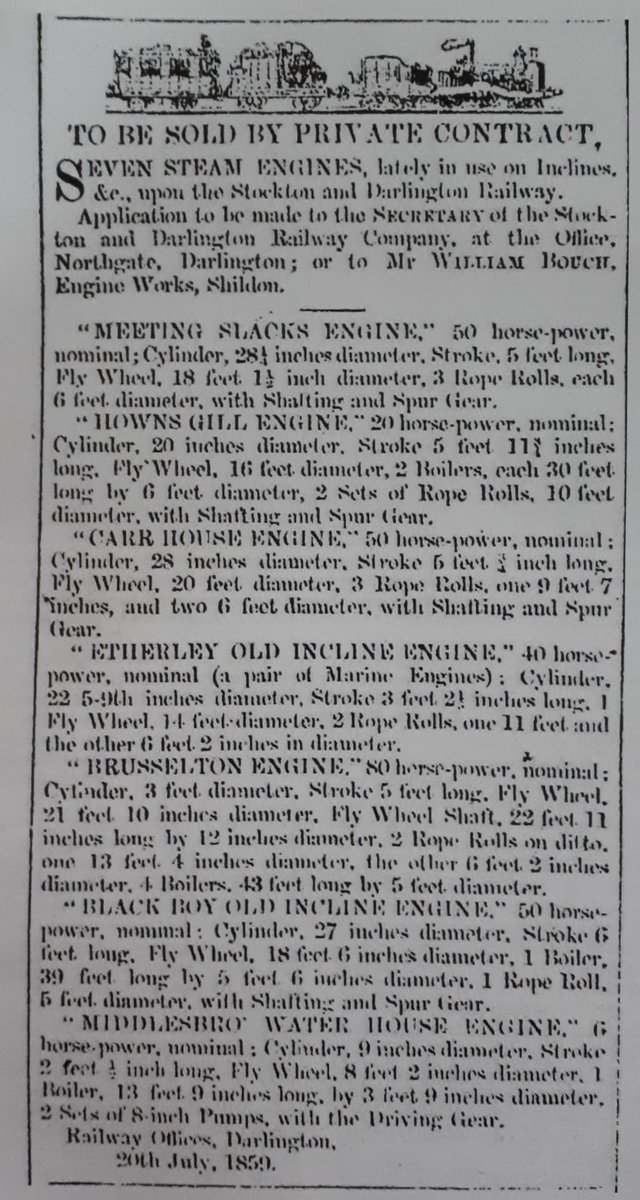 TO BE SOLD BY PRIVATE CONTRACT,
SEVEN STEAM ENGINES, lately in use on Inclines,
&c., upon the Stockton and Darlington Railway.
Application to be made to the SECRETARY of the Stock-
ton and Darlington Railway Company, at the Office,
Northgate, Darlington; or to Mr WILLIAM BOUCH,
Engine Works, Shildon.
"MEETING SLACKS ENGINE," 50 horse-power,
nominal; Cylinder, 28¼ inches diameter, Stroke, 5 feet long,
Fly Wheel, 18 feet 1½ inch diameter, 3 Rope Rolls, each
6 feet diameter, with Shafting and Spur Gear.
"HOWNS GILL ENGINE," 20 horse-power, nominal;
Cylinder, 20 inches diameter, Stroke 5 feet 11¾ inches
long, Fly Wheel, 16 feet diameter, 2 Boilers, each 30 feet
long by 6 feet diameter, 2 Sets of Rope Rolls, 10 feet
diameter, with Shafting and Spur Gear.
"CARR HOUSE ENGINE," 50 horse-power, nominal;
Cylinder, 28 inches diameter, Stroke 5 feet inch long,
Fly Wheel, 20 feet diameter, 3 Rope Rolls, one 9 feet 7
inches, and two 6 feet diameter, with Shafting and Spur
Gear.
"ETHERLEY OLD INCLINE ENGINE," 40 horse-
power, nominal (a pair of Marine Engines); Cylinder,
22 5-9th inches diameter, Stroke 3 feet inches long, 1
Fly Wheel, 14 feet diameter, 2 Rope Rolls, one 11 feet and
the other 6 feet 2 inches in diameter.
"BRUSSELTON ENGINE," 80 horse-power, nominal;
Cylinder, 3 feet diameter, Stroke 5 feet long, Fly Wheel,
21 feet 10 inches diameter, Fly Wheel Shaft, 22 feet 11
inches long by 12 inches diameter, 2 Rope Rolls on ditto,
one 13 feet 4 inches diameter, the other 6 feet 2 inches
diameter, 4 Boilers, 43 feet long by 5 feet diameter.
"BLACK BOY OLD INCLINE ENGINE," 50 horse-
power, nominal; Cylinder, 27 inches diameter, Stroke 6
feet long, Fly Wheel, 18 feet 6 inches diameter, 1 Boiler,
39 feet long by 5 feet 6 inches diameter, 1 Rope Roll,
5 feet diameter, with Shafting and Spur Gear.
"MIDDLESBRO' WATER HOUSE ENGINE," 6
horse-power, nominal; Cylinder, 9 inches diameter, Stroke
2 feet inch long, Fly Wheel, 8 feet 2 inches diameter, 1
Boiler, 13 feet 9 inches long, by 3 feet 9 inches diameter,
2 Sets of 8-inch Pumps, with the Driving Gear.
Railway Offices, Darlington,
20th July, 1859.